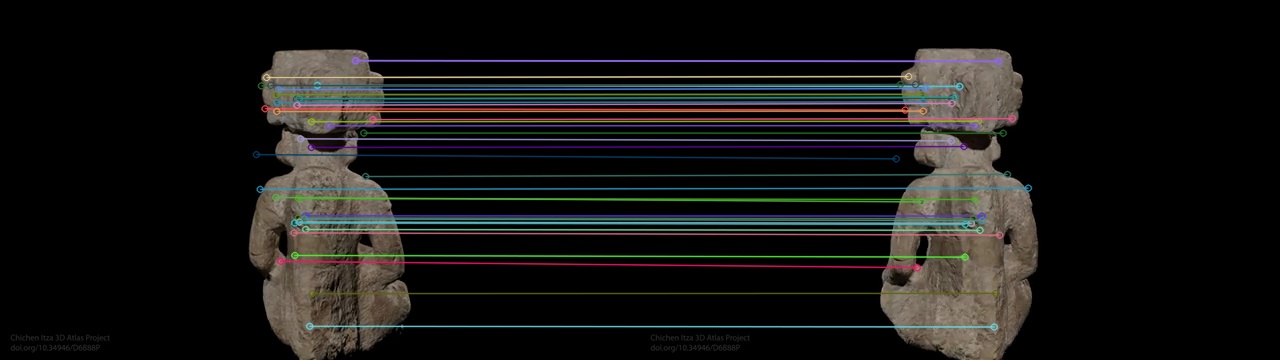 Chichen Itza 3D Atlas Project
doi.org/10.34946/D6B88P
Chichen Itza 3D Atlas Project
doi.org/10.34946/D6B88P